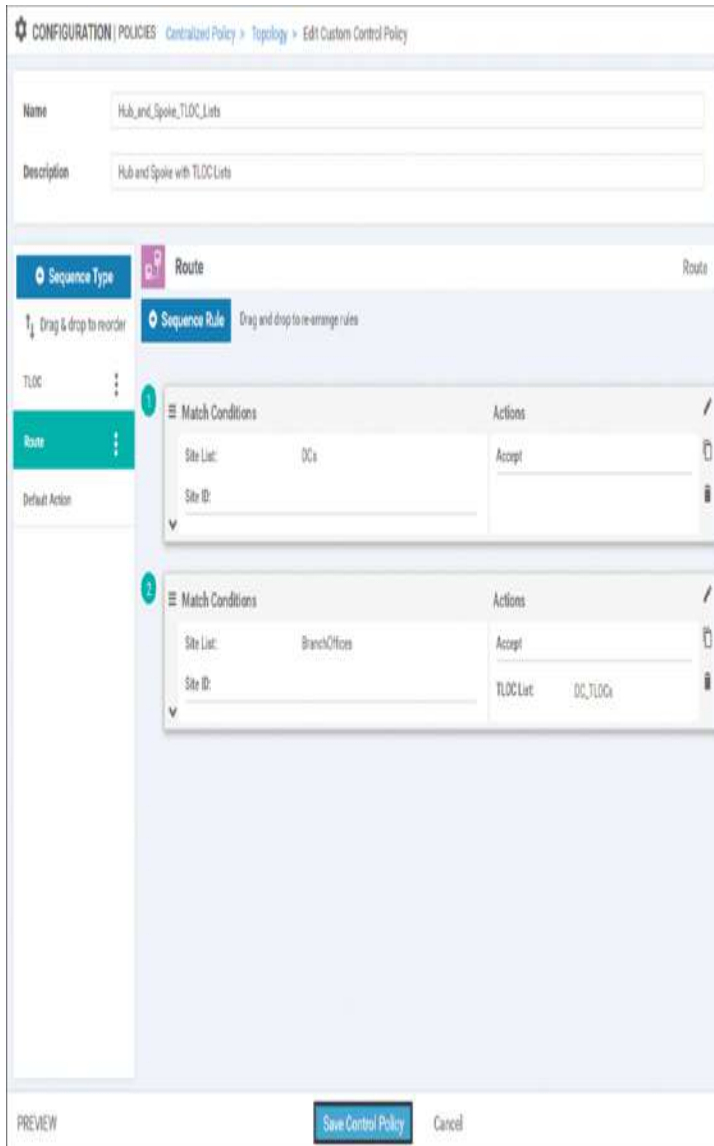 CONFIGURATION | POLICIES Centralized Policy > Topology > Edit Custom Control Policy
Name Hub_and_Spoke_TLOC_Lists
Description Hub and Spoke with TLOC Lists
Sequence Type
Drag & drop to reorder
TLOC
Route
Default Action
Route Route
Sequence Rule Drag and drop to re-arrange rules
1
Match Conditions Actions
Site List: DCs Accept
Site ID:
2
Match Conditions Actions
Site List: BranchOffices Accept
Site ID: TLOC List: DC_TLOCs
PREVIEW Save Control Policy Cancel